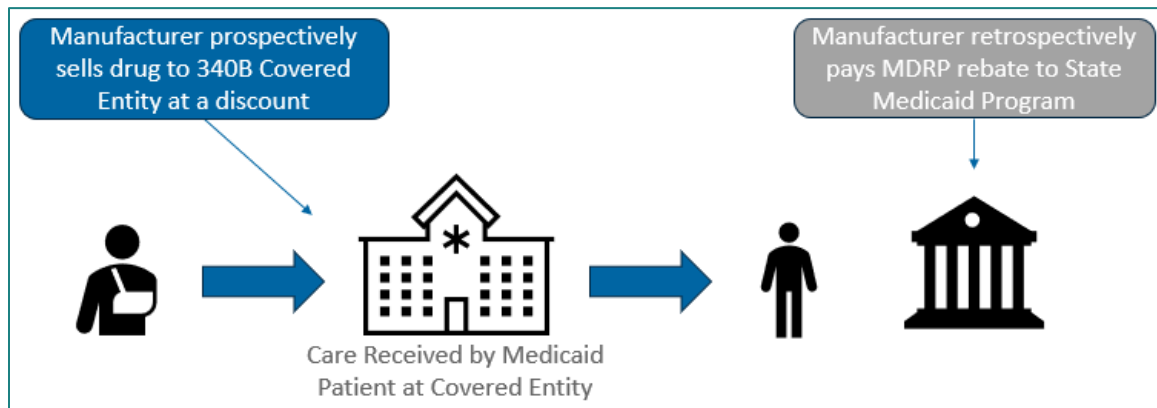 Manufacturer prospectively
sells drug to 340B Covered
Entity at a discount
Manufacturer retrospectively
pays MDRP rebate to State
Medicaid Program
Care Received by Medicaid
Patient at Covered Entity